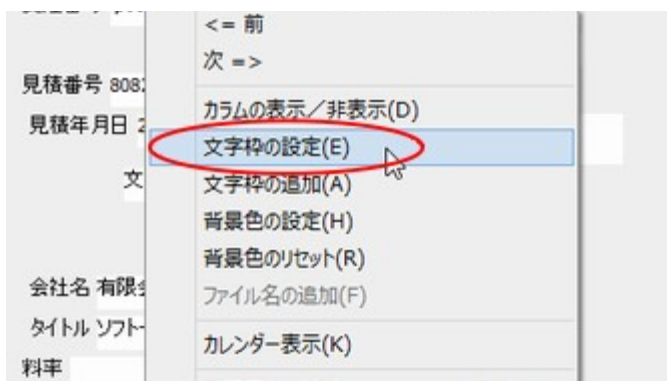 <= 前
次 =>
見積番号 8082
カラムの表示／非表示(D)
見積年月日 2
文字枠の設定(E)
文
文字枠の追加(A)
背景色の設定(H)
背景色のリセット(R)
会社名 有限会
ファイル名の追加(F)
タイトル ソフト
カレンダー表示(K)
料率